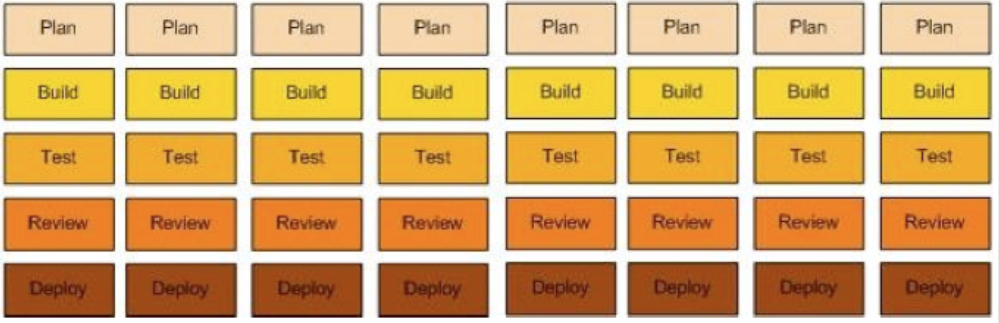 Plan Plan Plan Plan Plan Plan Plan Plan
Build Build Build Build Build Build Build Build
Test Test Test Test Test Test Test Test
Review Review Review Review Review Review Review Review
Deploy Deploy Deploy Deploy Deploy Deploy Deploy Deploy